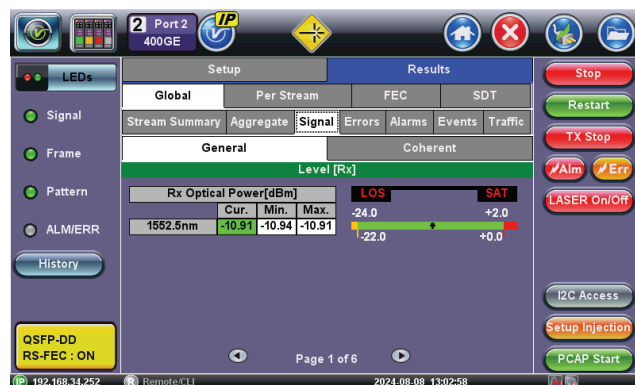 2 Port 2
400GE
IP
LEDs
Signal
Frame
Pattern
ALM/ERR
History
QSFP-DD
RS-FEC : ON
Setup Results
Global Per Stream FEC SDT
Stream Summary Aggregate Signal Errors Alarms Events Traffic
General Coherent
Level [Rx]
Rx Optical Power[dBm] LOS SAT
Cur. Min. Max. -24.0 +2.0
1552.5nm -10.91 -10.94 -10.91
-22.0 +0.0
Page 1 of 6
Stop
Restart
TX Stop
Alm Err
LASER On/Off
I2C Access
Setup Injection
PCAP Start
IP 192.168.34.252 R Remote/CLI 2024-08-08 13:02:58